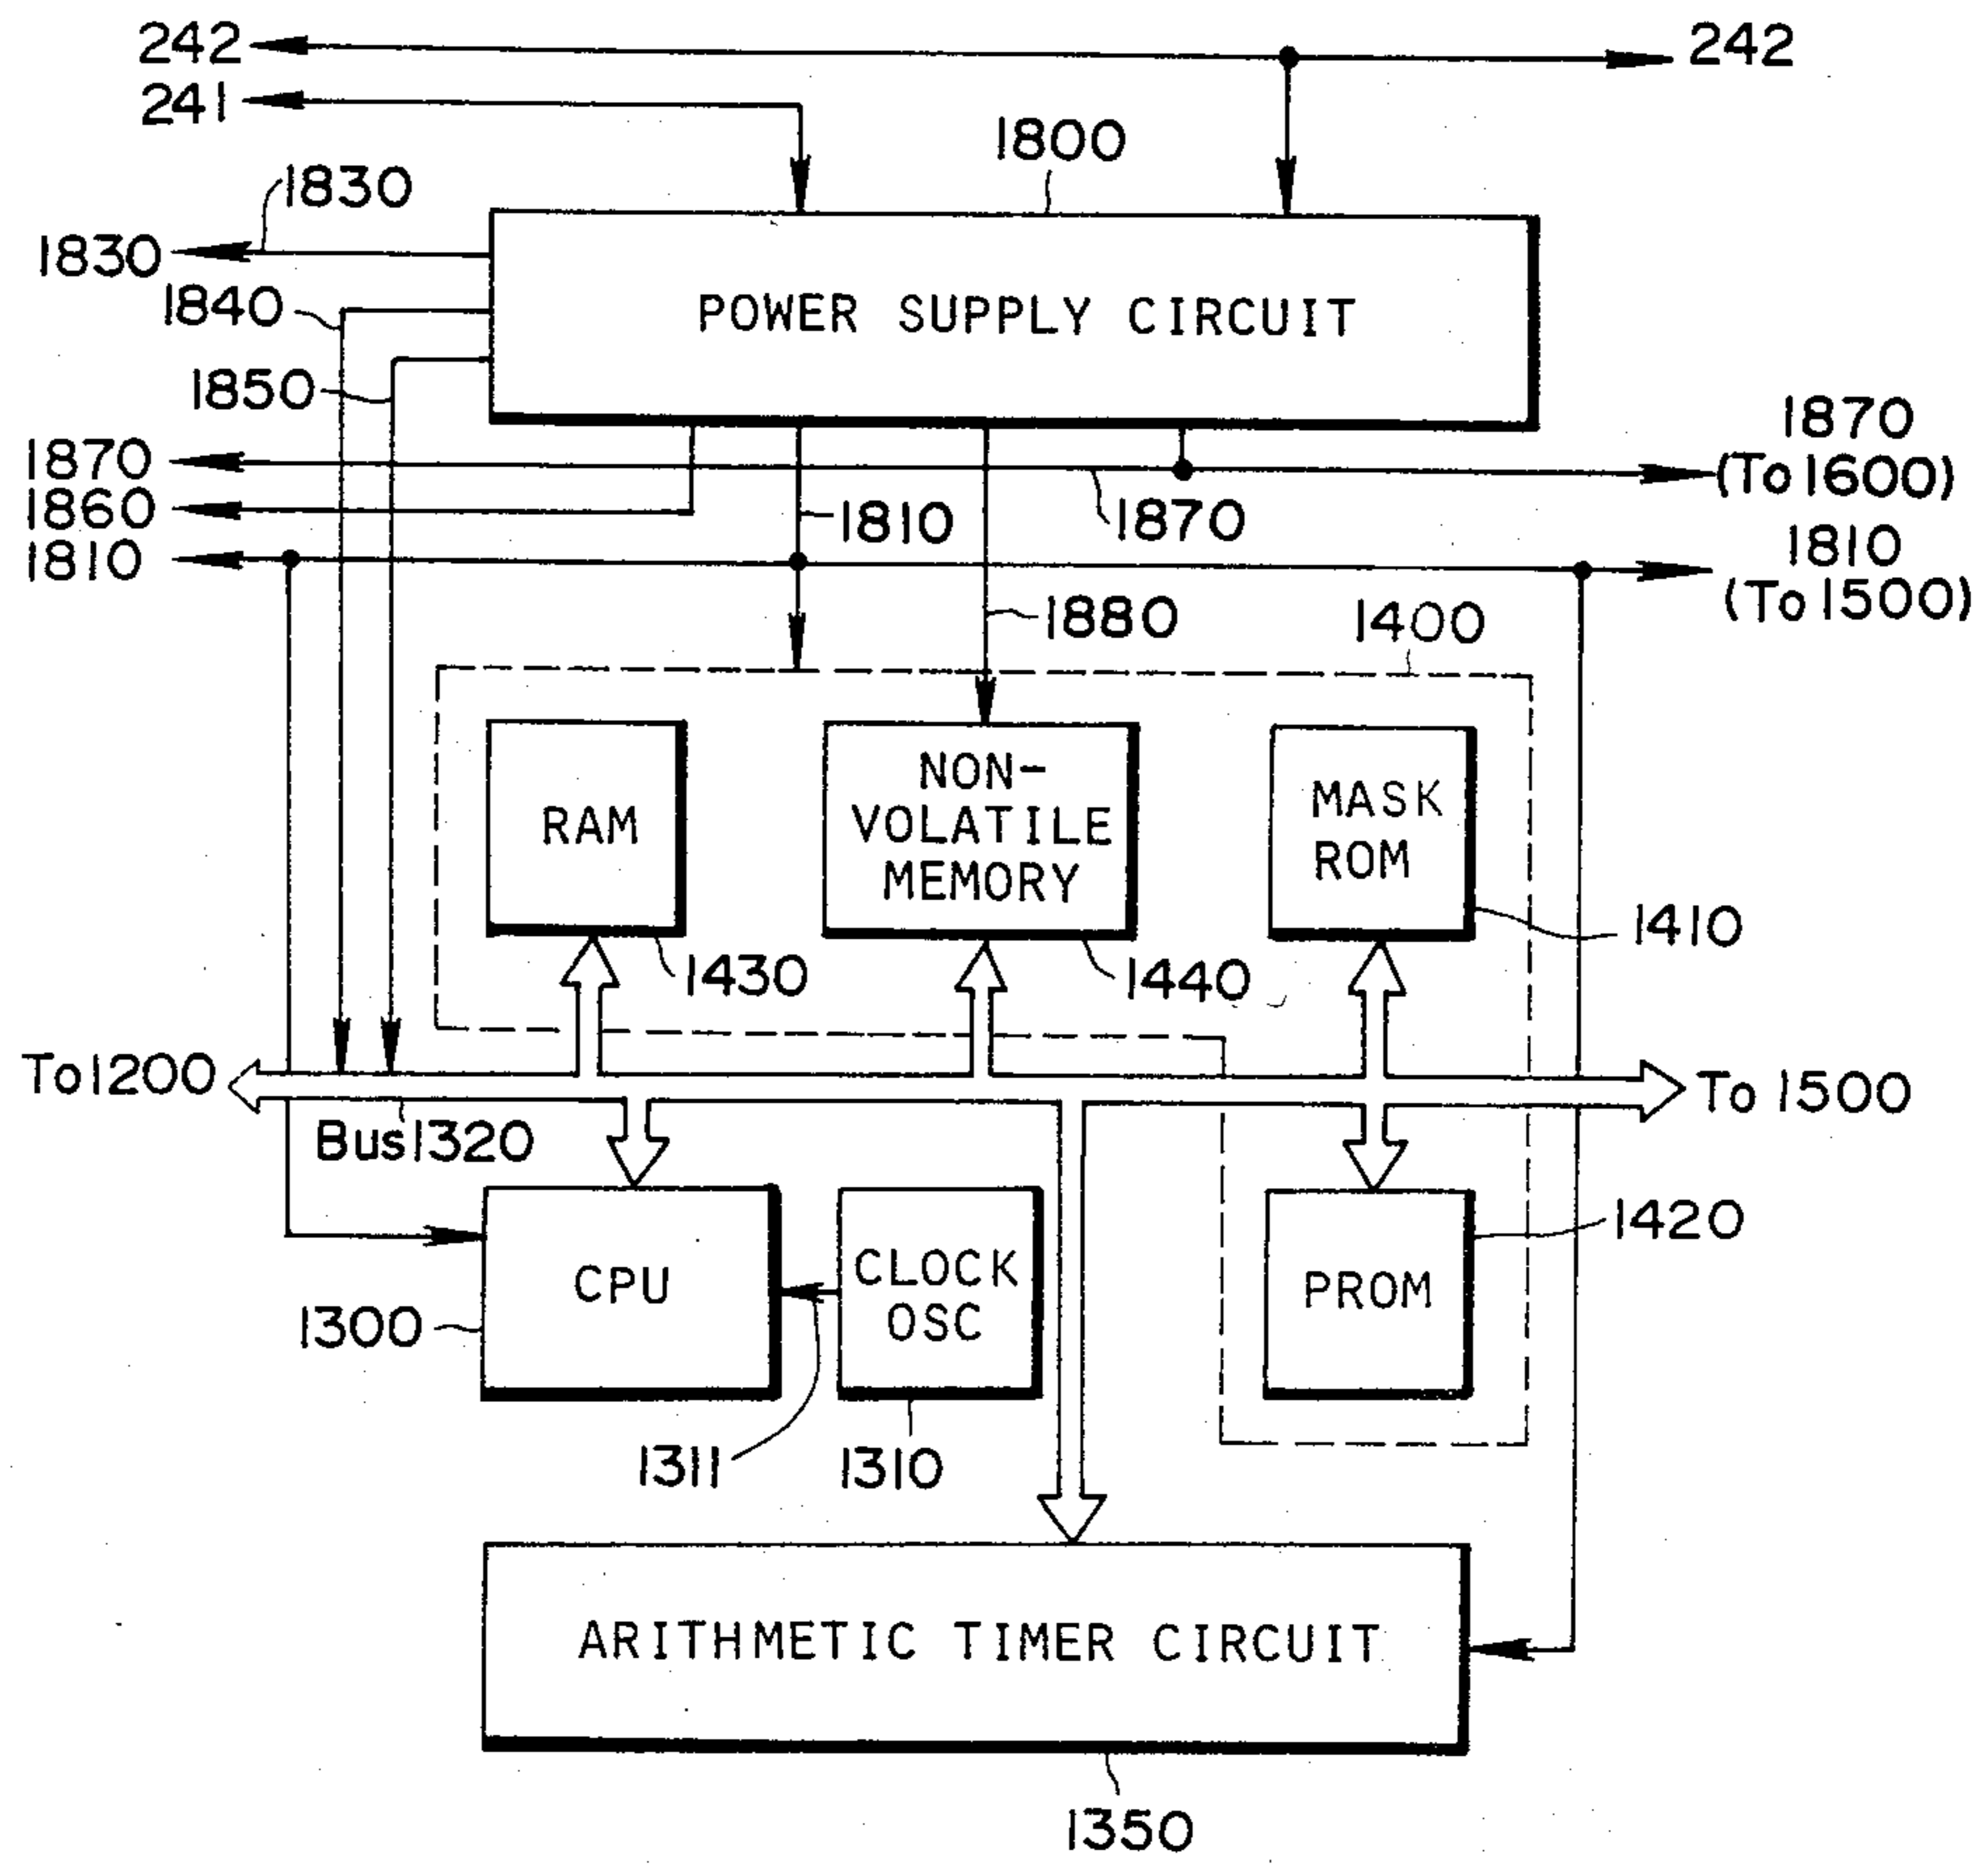 242
242
241
1800
1830
1830
1840
POWER SUPPLY CIRCUIT
1850
1870
(To 1600)
1870
1860
1810
1870
1810
1810
(To 1500)
1880
1400
RAM
NON-
VOLATILE
MEMORY
MASK
ROM
1410
1430
1440
To 1200
To 1500
Bus 1320
1420
CPU
CLOCK
OSC
PROM
1300
1311
1310
ARITHMETIC TIMER CIRCUIT
1350